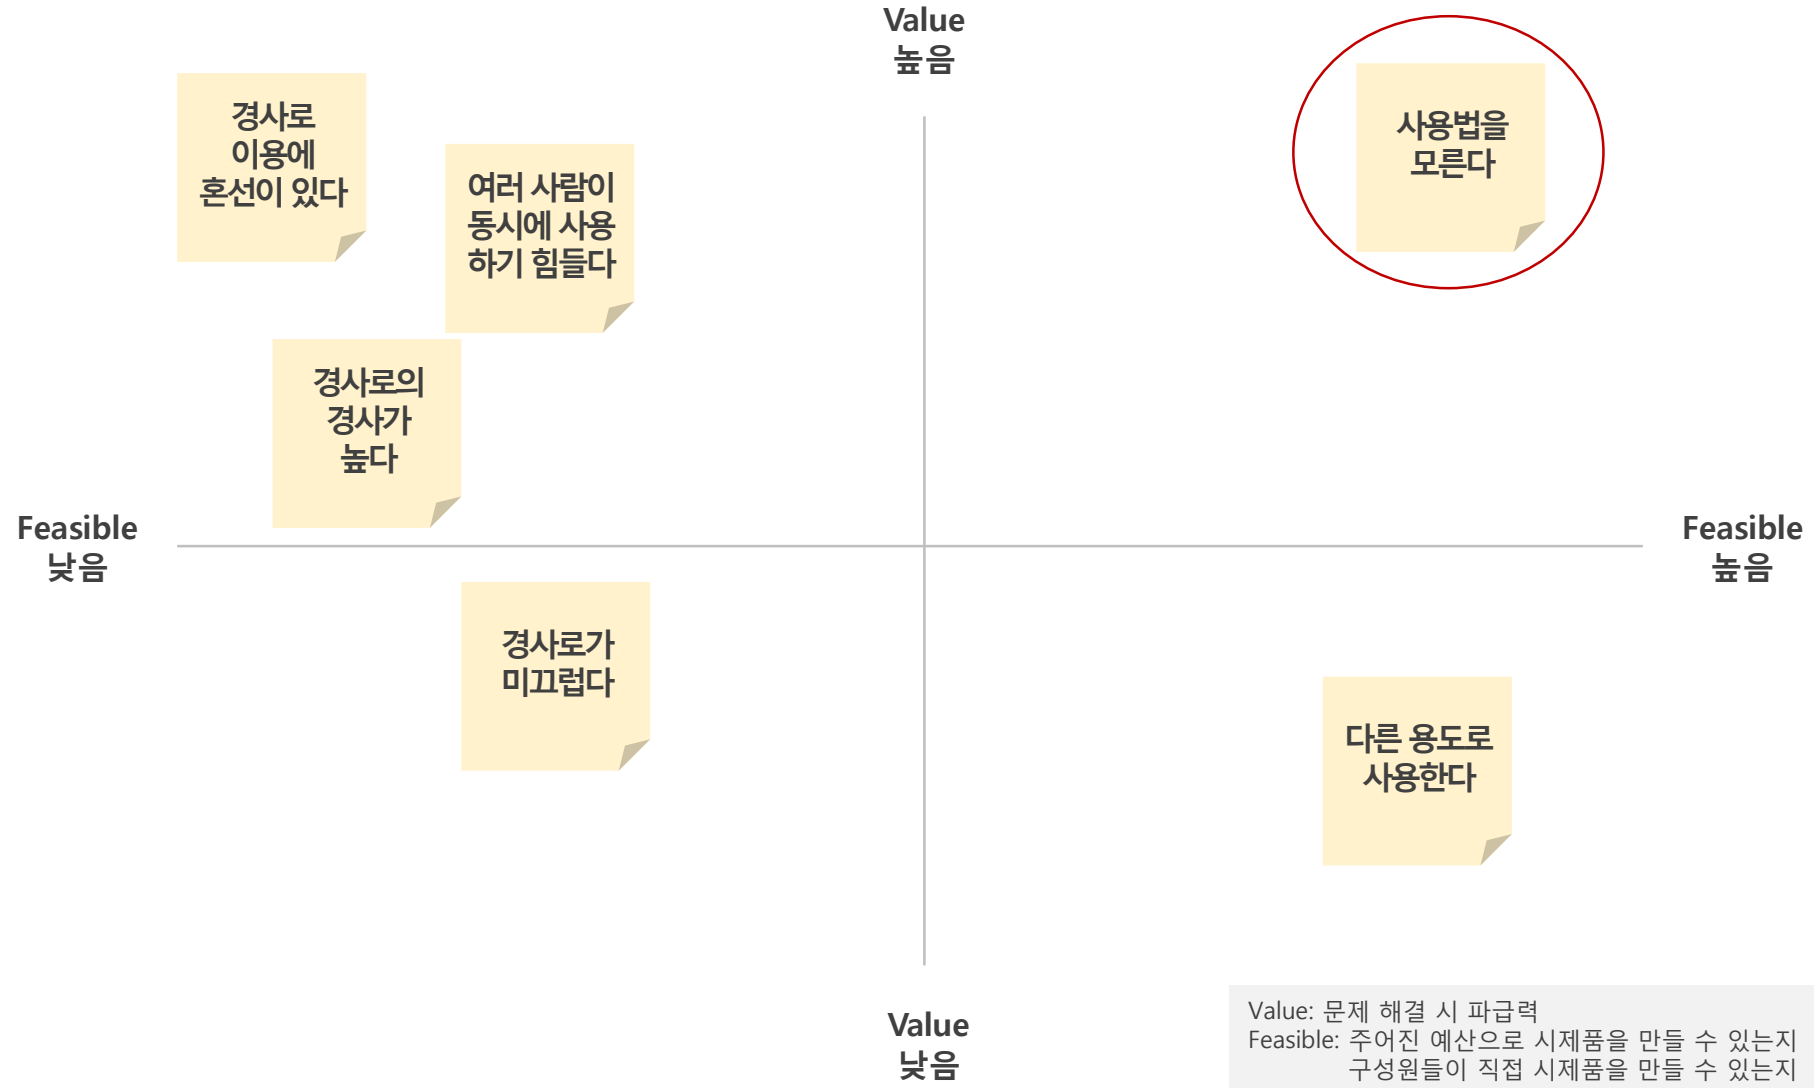 Value
높음
경사로
이용에
혼선이 있다
여러 사람이
동시에 사용
하기 힘들다
사용법을
모른다
경사로의
경사가
높다
Feasible
낮음
Feasible
높음
경사로가
미끄럽다
다른 용도로
사용한다
Value
낮음
Value: 문제 해결 시 파급력
Feasible: 주어진 예산으로 시제품을 만들 수 있는지
구성원들이 직접 시제품을 만들 수 있는지